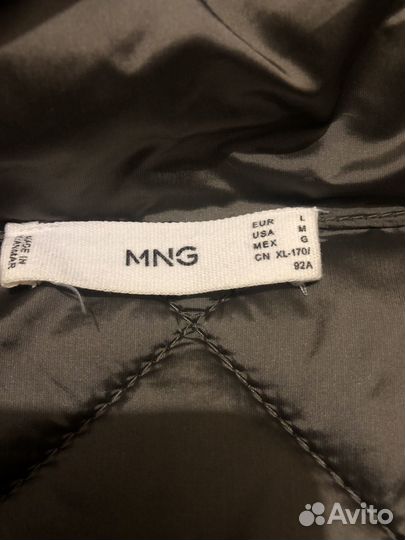 MADE IN
MYANMAR
MNG
EUR L
USA M
MEX G
CN XL-170/
92A
Avito